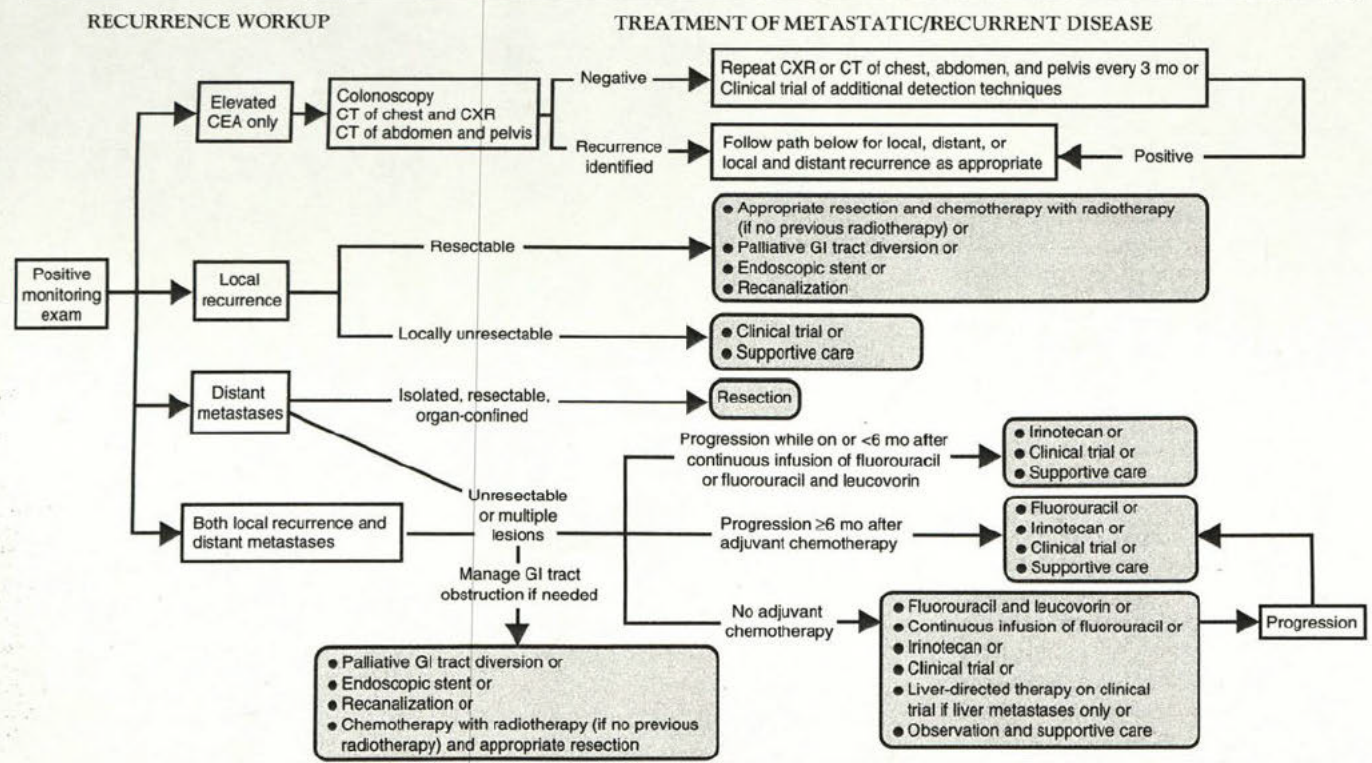 RECURRENCE WORKUP
TREATMENT OF METASTATIC/RECURRENT DISEASE
Elevated
CEA only
Colonoscopy
CT of chest and CXR
CT of abdomen and pelvis
Negative
Repeat CXR or CT of chest, abdomen, and pelvis every 3 mo or
Clinical trial of additional detection techniques
Recurrence
identified
Follow path below for local, distant, or
local and distant recurrence as appropriate
Positive
Positive
monitoring
exam
Local
recurrence
Resectable
● Appropriate resection and chemotherapy with radiotherapy
(if no previous radiotherapy) or
● Palliative GI tract diversion or
● Endoscopic stent or
● Recanalization
Locally unresectable
● Clinical trial or
● Supportive care
Distant
metastases
Isolated, resectable,
organ-confined
Resection
Both local recurrence and
distant metastases
Unresectable
or multiple
lesions
Progression while on or <6 mo after
continuous infusion of fluorouracil
or fluorouracil and leucovorin
● Irinotecan or
● Clinical trial or
● Supportive care
Progression ≥6 mo after
adjuvant chemotherapy
● Fluorouracil or
● Irinotecan or
● Clinical trial or
● Supportive care
Manage GI tract
obstruction if needed
● Palliative GI tract diversion or
● Endoscopic stent or
● Recanalization or
● Chemotherapy with radiotherapy (if no previous
radiotherapy) and appropriate resection
No adjuvant
chemotherapy
● Fluorouracil and leucovorin or
● Continuous infusion of fluorouracil or
● Irinotecan or
● Clinical trial or
● Liver-directed therapy on clinical
trial if liver metastases only or
● Observation and supportive care
Progression